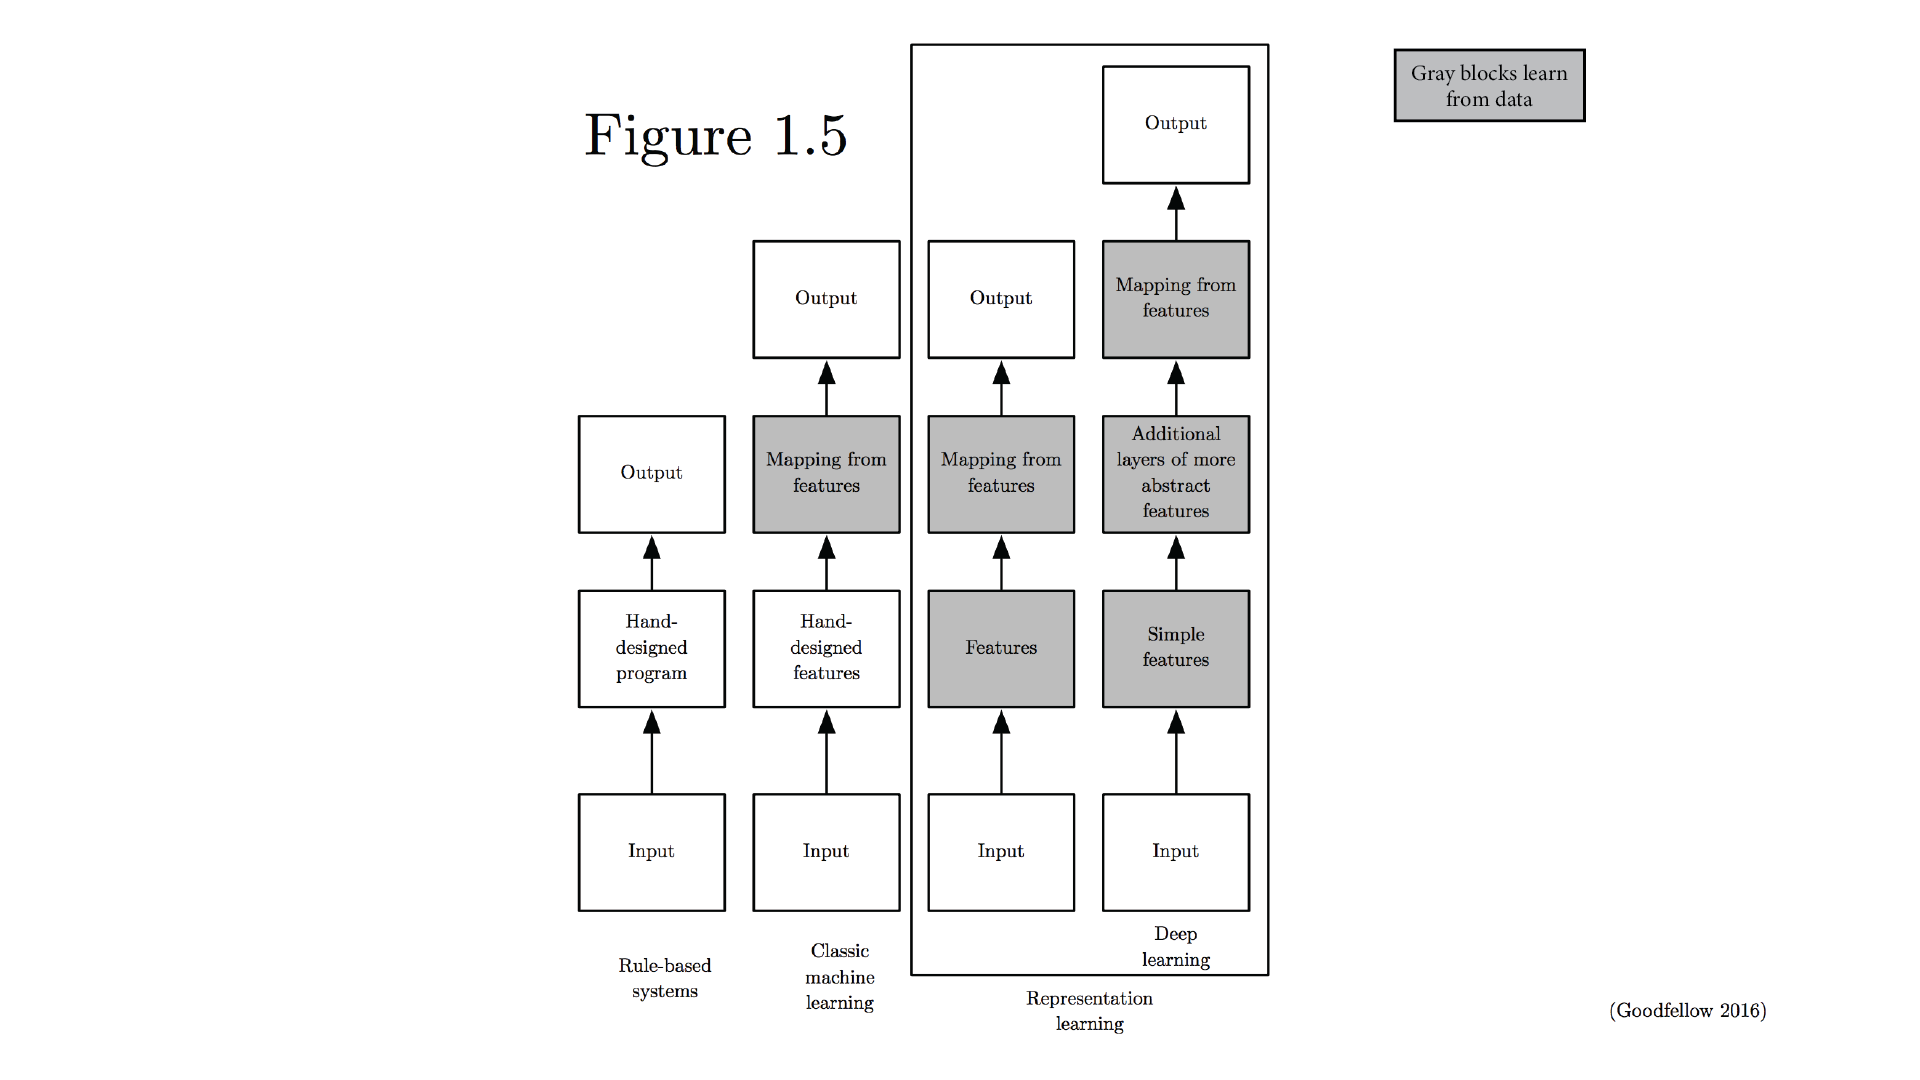 Figure 1.5
Gray blocks learn
from data
Output
Hand-
designed
program
Input
Rule-based
systems
Output
Mapping from
features
Hand-
designed
features
Input
Classic
machine
learning
Output
Mapping from
features
Features
Input
Output
Mapping from
features
Additional
layers of more
abstract
features
Simple
features
Input
Deep
learning
Representation
learning
(Goodfellow 2016)